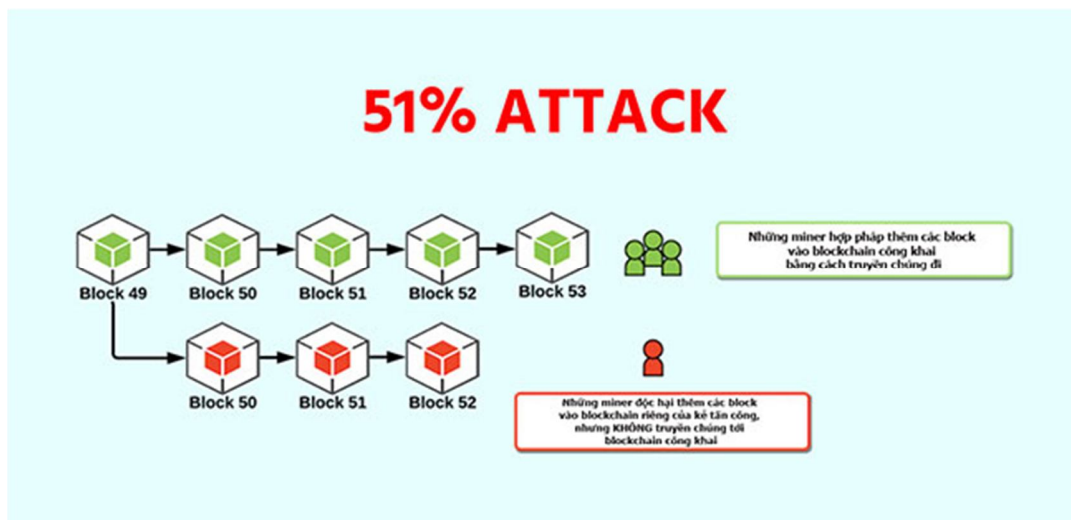 51% ATTACK
Block 49
Block 50
Block 51
Block 52
Block 53
Những miner hợp pháp thêm các block
vào blockchain công khai
bằng cách truyền chúng đi
Block 50
Block 51
Block 52
Những miner độc hại thêm các block
vào blockchain riêng của kẻ tấn công,
nhưng KHÔNG truyền chúng tới
blockchain công khai